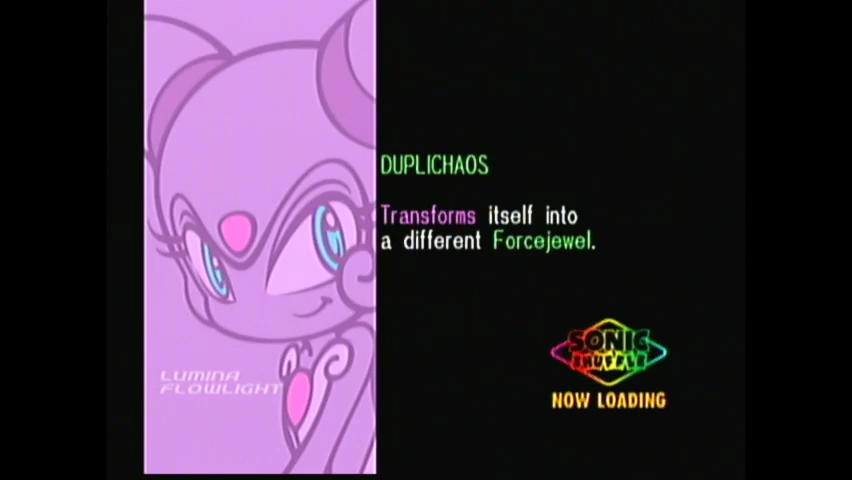 DUPLICHAOS
Transforms itself into
a different Forcejewel.
LUMINA
FLOWLIGHT
SONIC
SHUFFLE
NOW LOADING